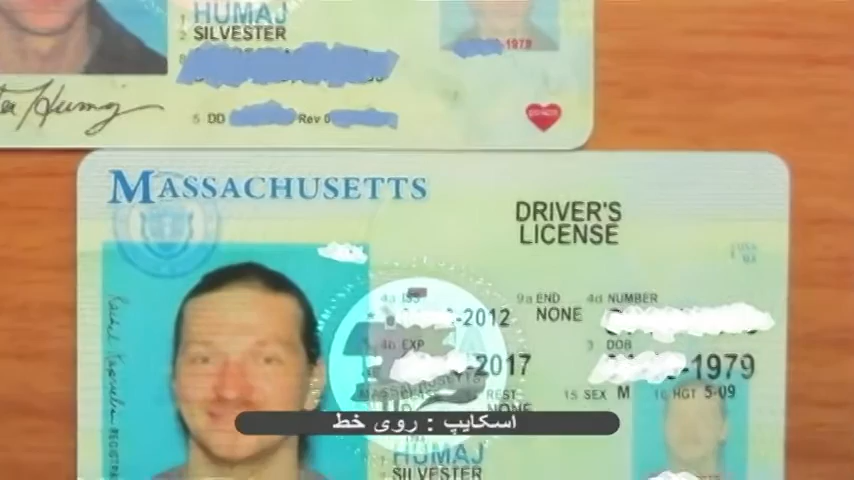 HUMAJ
SILVESTER
1979
5 DD Rev 0
MASSACHUSETTS
DRIVER'S
LICENSE
4a ISS 9a END 4d NUMBER
2012 NONE
4b EXP 3 DOB
2017 -1979
REST 15 SEX M 16 HGT 5-09
NONE
اسکایپ : روی خط
HUMAJ
SILVESTER